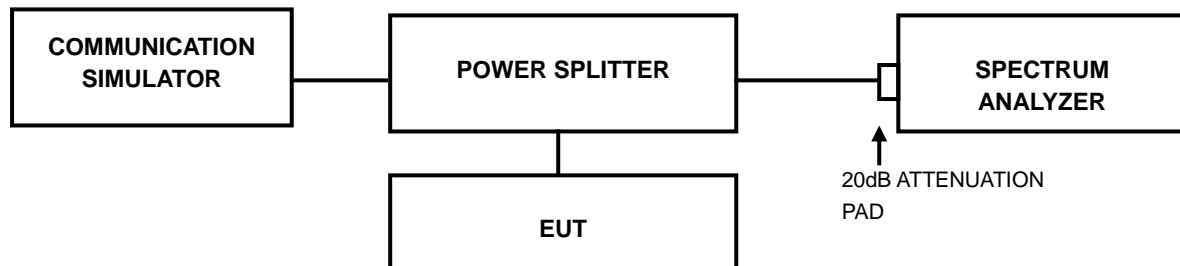 COMMUNICATION
SIMULATOR
POWER SPLITTER
SPECTRUM
ANALYZER
20dB ATTENUATION
PAD
EUT